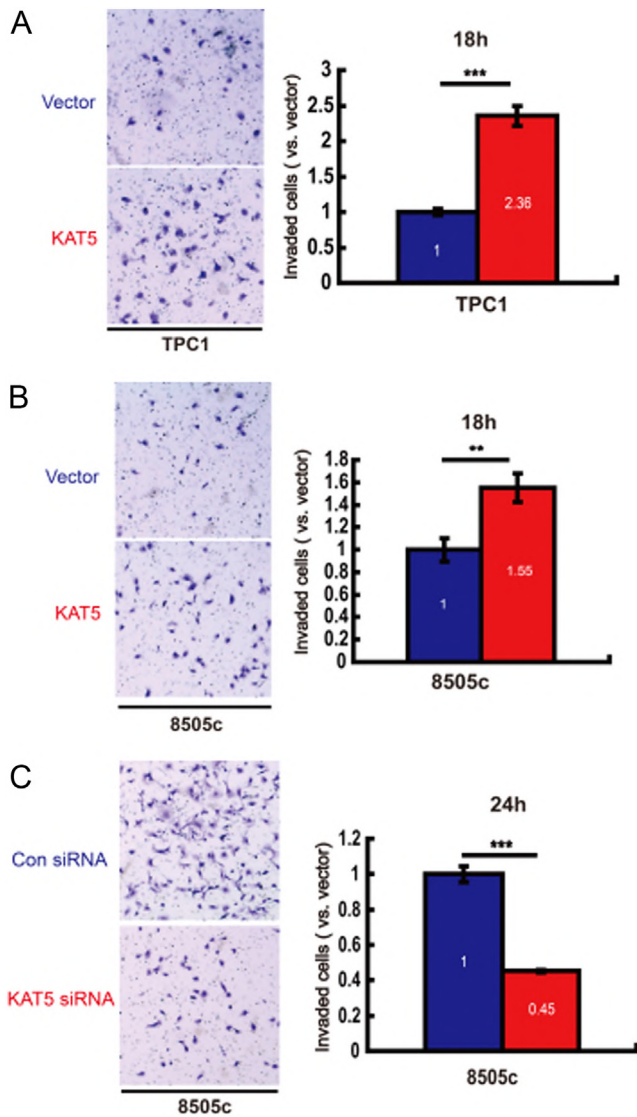 A
Vector
KAT5
TPC1
18h
***
Invaded cells ( vs. vector)
3
2.5
2
1.5
1
0.5
0
1
2.36
TPC1
B
Vector
KAT5
8505c
18h
**
Invaded cells ( vs. vector)
1.8
1.6
1.4
1.2
1
0.8
0.6
0.4
0.2
0
1
1.55
8505c
C
Con siRNA
KAT5 siRNA
8505c
24h
***
Invaded cells ( vs. vector)
1.2
1
0.8
0.6
0.4
0.2
0
1
0.45
8505c